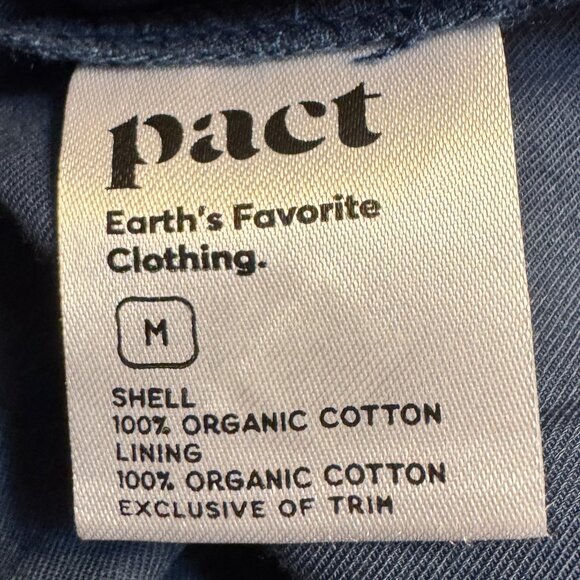 pact
Earth's Favorite
Clothing.
M
SHELL
100% ORGANIC COTTON
LINING
100% ORGANIC COTTON
EXCLUSIVE OF TRIM